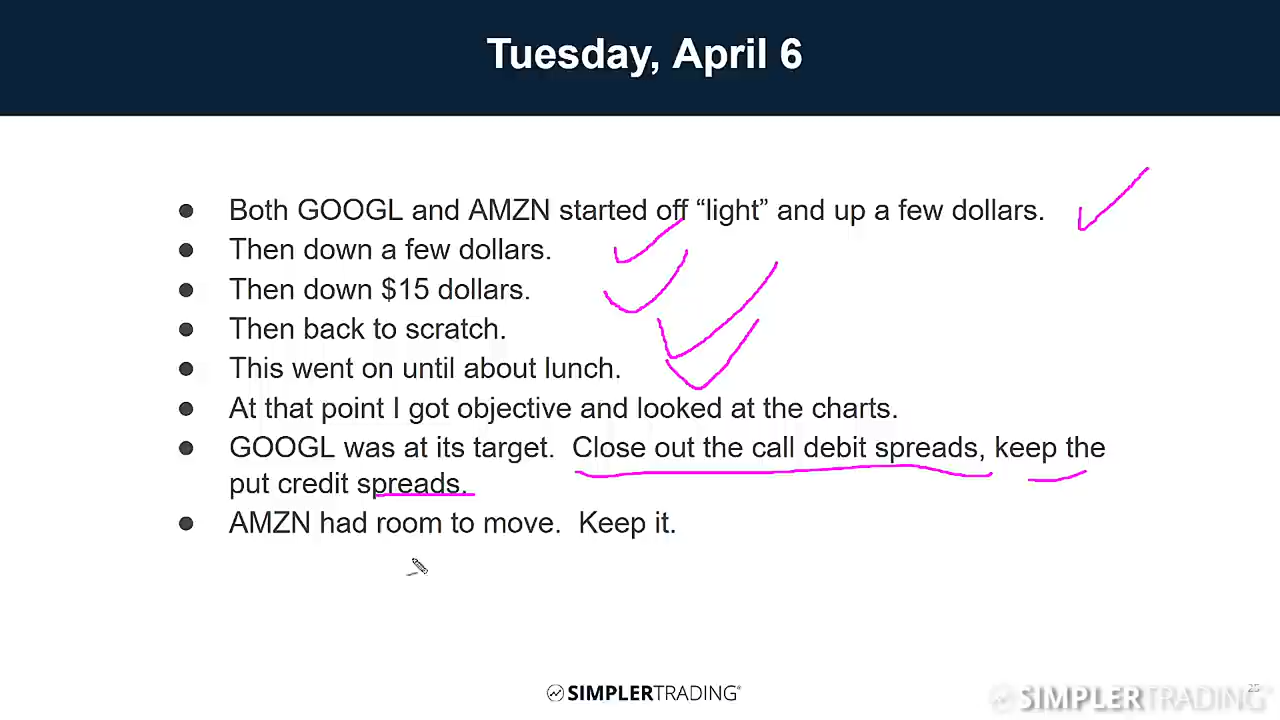 Tuesday, April 6
● Both GOOGL and AMZN started off “light” and up a few dollars.
● Then down a few dollars.
● Then down $15 dollars.
● Then back to scratch.
● This went on until about lunch.
● At that point I got objective and looked at the charts.
● GOOGL was at its target.  Close out the call debit spreads, keep the
put credit spreads.
● AMZN had room to move.  Keep it.
SIMPLERTRADING®
25
SIMPLERTRADING®